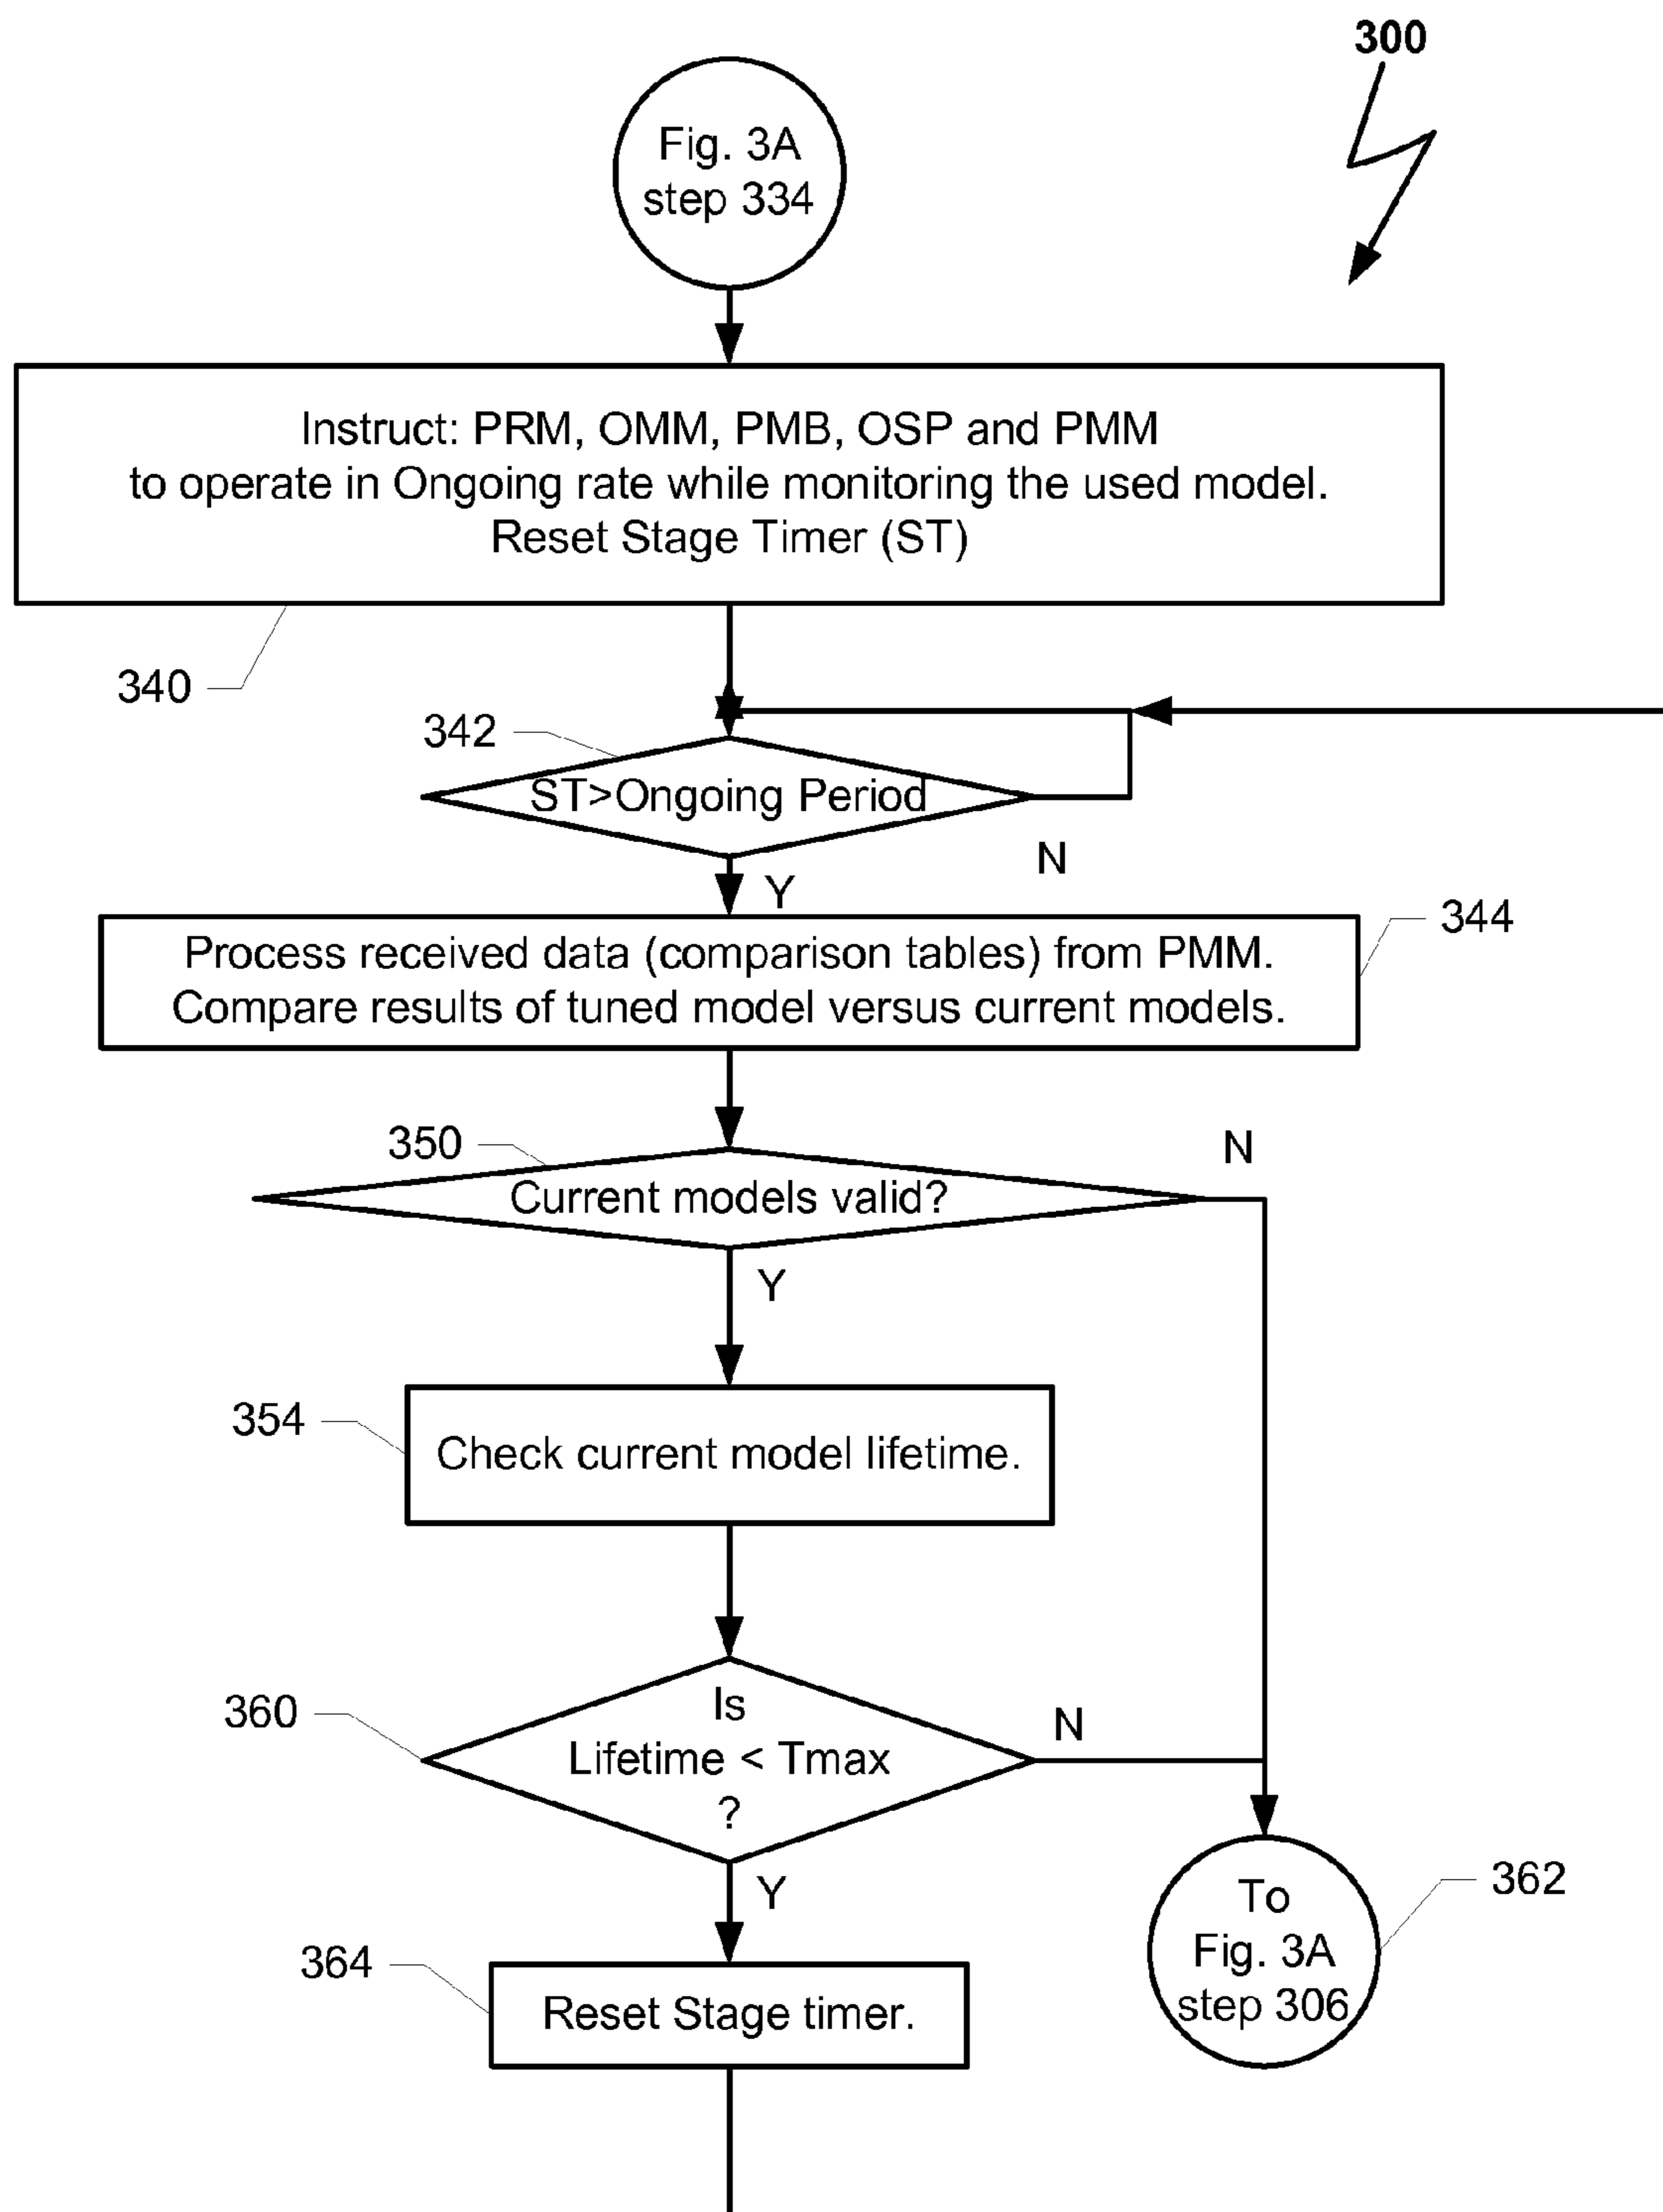 300
Fig. 3A
step 334
Instruct: PRM, OMM, PMB, OSP and PMM
to operate in Ongoing rate while monitoring the used model.
Reset Stage Timer (ST)
340
342
ST>Ongoing Period
N
Y
344
Process received data (comparison tables) from PMM.
Compare results of tuned model versus current models.
350
N
Current models valid?
Y
354
Check current model lifetime.
360
Is
Lifetime < Tmax
?
N
Y
362
To
Fig. 3A
step 306
364
Reset Stage timer.